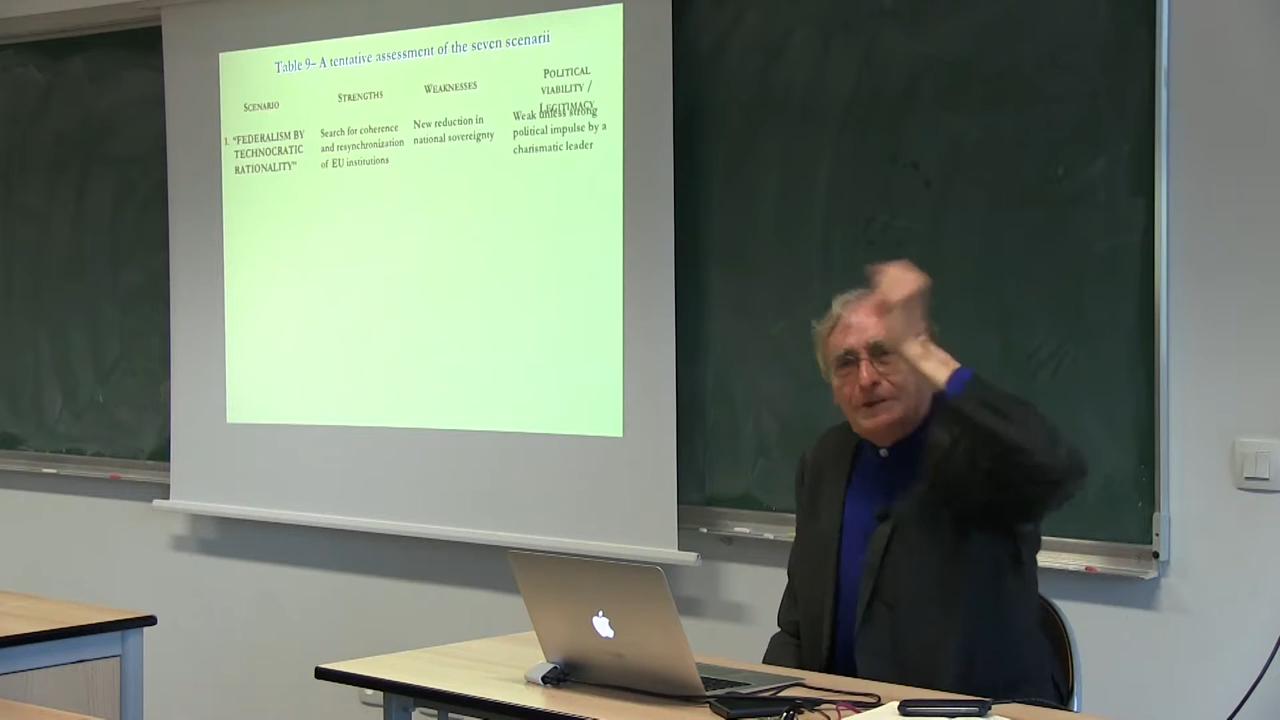 Table 9– A tentative assessment of the seven scenarii
SCENARIO
STRENGTHS
WEAKNESSES
POLITICAL
VIABILITY /
LEGITIMACY
1. "FEDERALISM BY
TECHNOCRATIC
RATIONALITY"
Search for coherence
and resynchronization
of EU institutions
New reduction in
national sovereignty
Weak unless strong
political impulse by a
charismatic leader